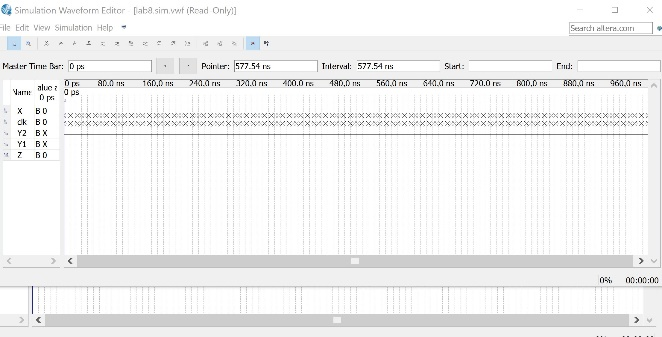 Simulation Waveform Editor - [lab8.sim.vwf (Read-Only)]
File Edit View Simulation Help
Search altera.com
Master Time Bar: 0 ps Pointer: 577.54 ns Interval: 577.54 ns Start: End:
Name alue a 0 ps
0 ps 80.0 ns 160.0 ns 240.0 ns 320.0 ns 400.0 ns 480.0 ns 560.0 ns 640.0 ns 720.0 ns 800.0 ns 880.0 ns 960.0 ns
0 ps
X B 0
clk B 0
Y2 B X
Y1 B X
Z B 0
0% 00:00:00